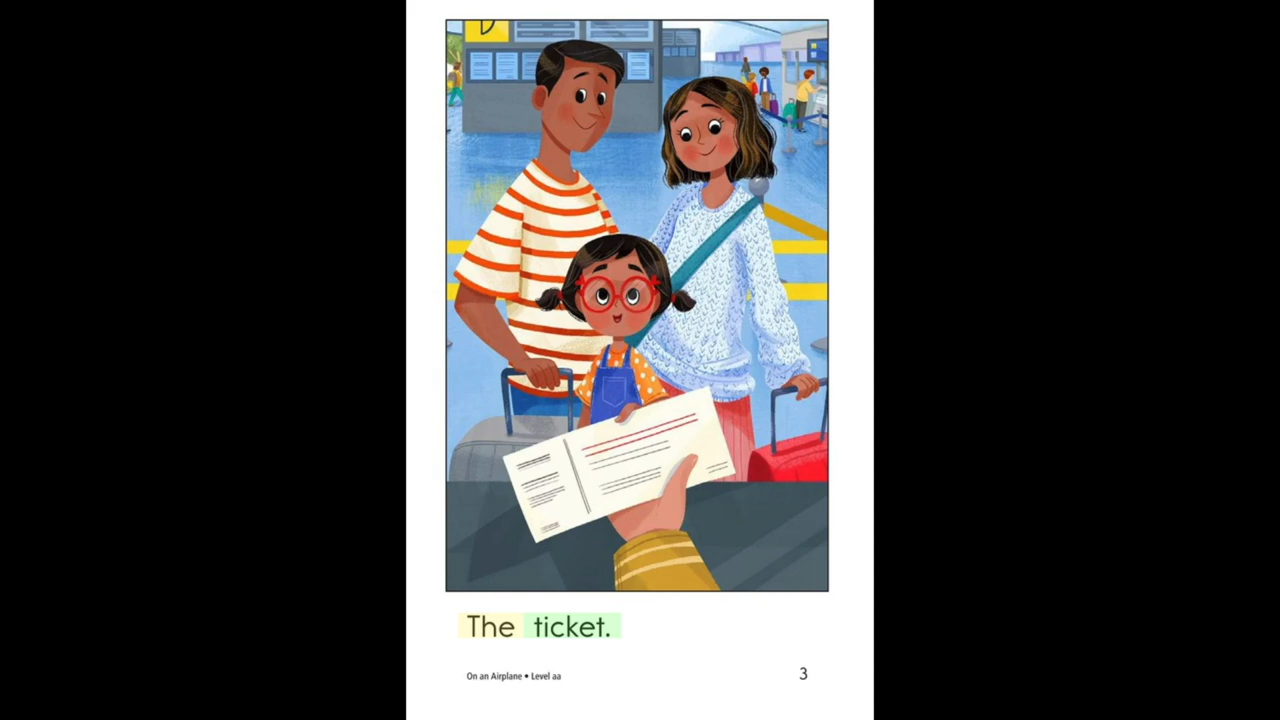 D
The ticket.
On an Airplane • Level aa
3